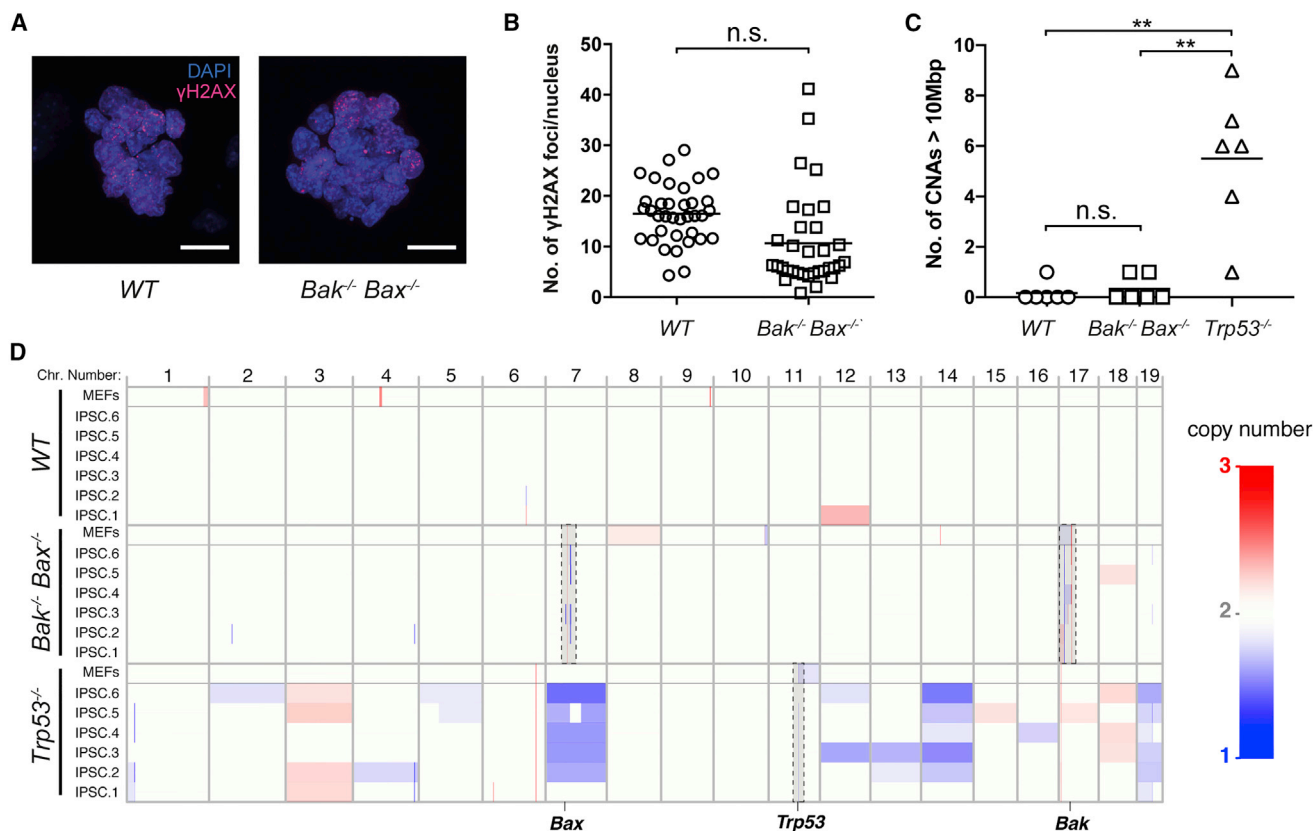 A
DAPI
γH2AX
WT
Bak-/- Bax-/-
B
n.s.
No. of γH2AX foci/nucleus
50
40
30
20
10
0
WT
Bak-/- Bax-/-`
C
**
**
n.s.
No. of CNAs > 10Mbp
10
8
6
4
2
0
WT
Bak-/- Bax-/-
Trp53-/-
D
Chr. Number: 1 2 3 4 5 6 7 8 9 10 11 12 13 14 15 16 17 18 19
WT
MEFs
IPSC.6
IPSC.5
IPSC.4
IPSC.3
IPSC.2
IPSC.1
Bak-/- Bax-/-
MEFs
IPSC.6
IPSC.5
IPSC.4
IPSC.3
IPSC.2
IPSC.1
Trp53-/-
MEFs
IPSC.6
IPSC.5
IPSC.4
IPSC.3
IPSC.2
IPSC.1
Bax Trp53 Bak
copy number
3
2
1